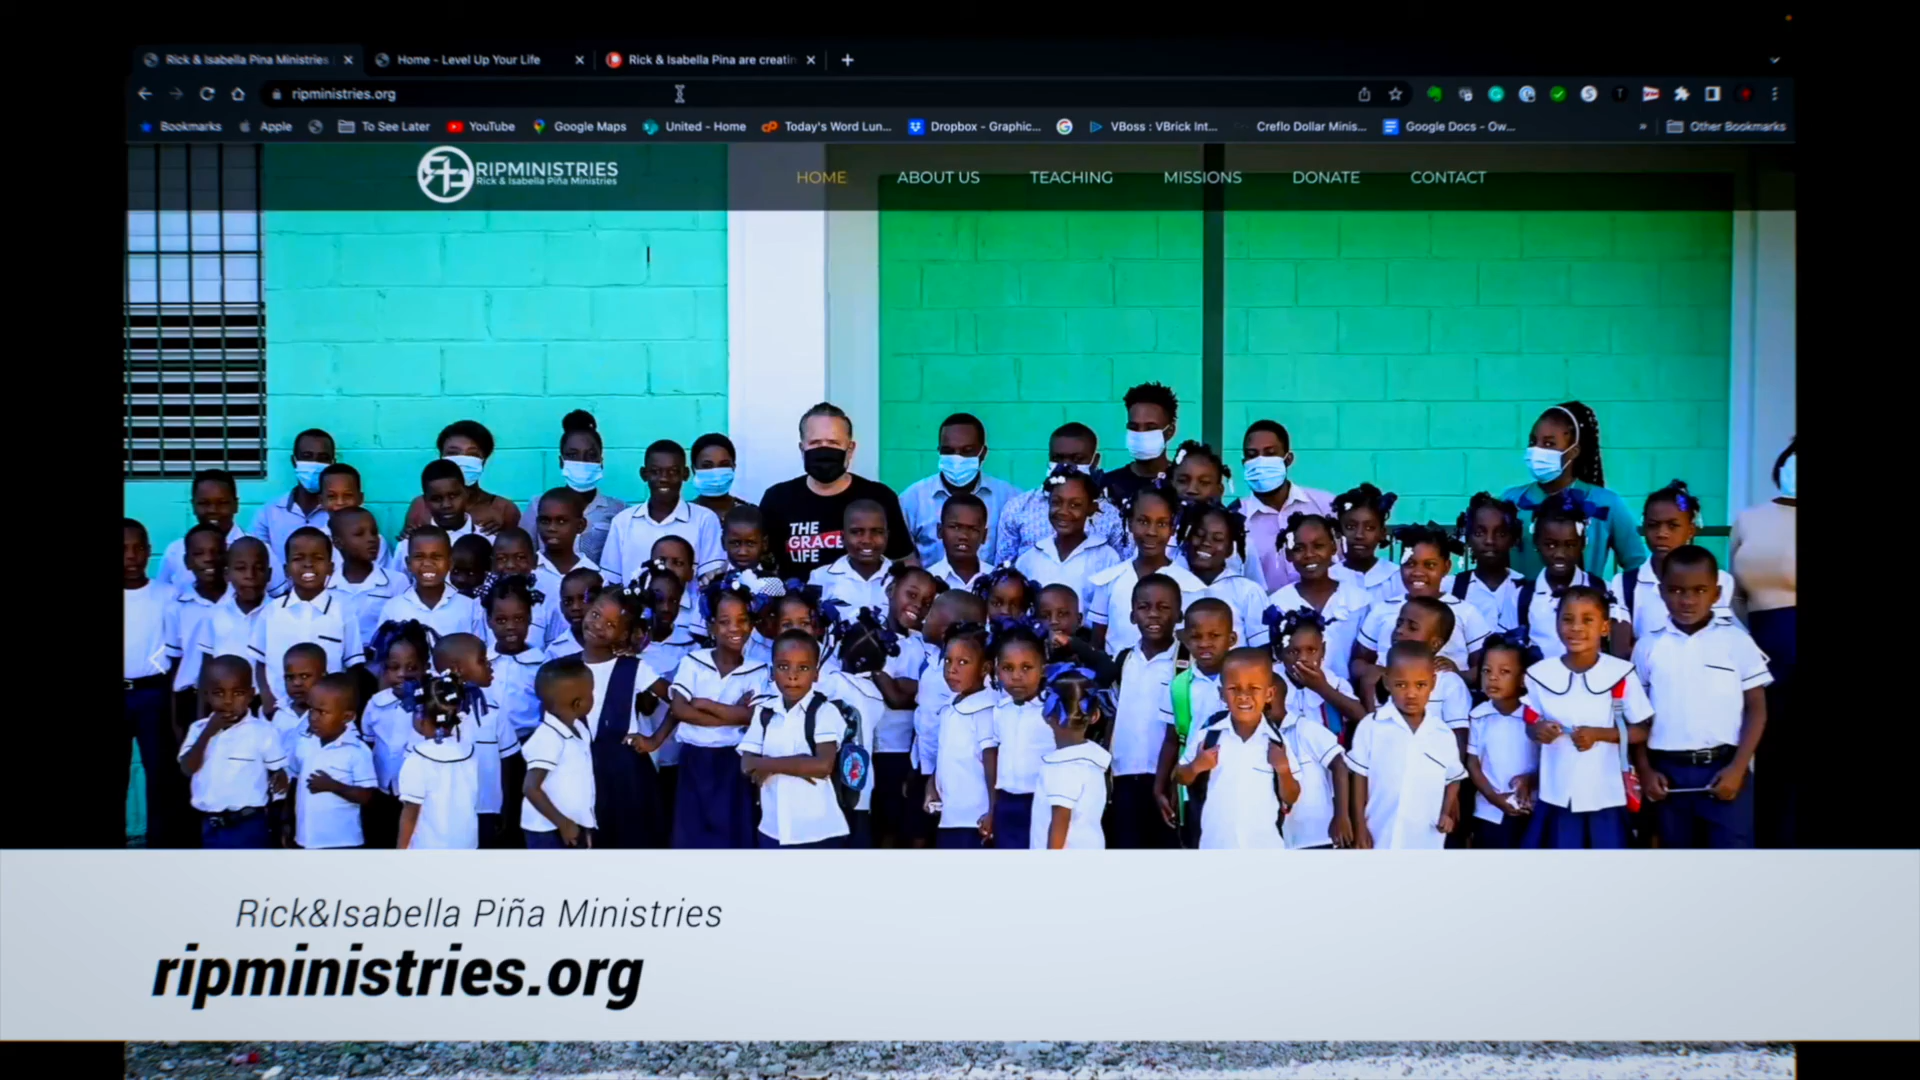 Rick & Isabella Piña Ministries
Home - Level Up Your Life
Rick & Isabella Pina are creatin
ripministries.org
Bookmarks
Apple
To See Later
YouTube
Google Maps
United - Home
Today's Word Lun...
Dropbox - Graphic...
VBoss : VBrick Int...
Creflo Dollar Minis...
Google Docs - Ow...
»
Other Bookmarks
RIPMINISTRIES
Rick & Isabella Piña Ministries
HOME
ABOUT US
TEACHING
MISSIONS
DONATE
CONTACT
THE
GRACE
LIFE
Rick&Isabella Piña Ministries
ripministries.org